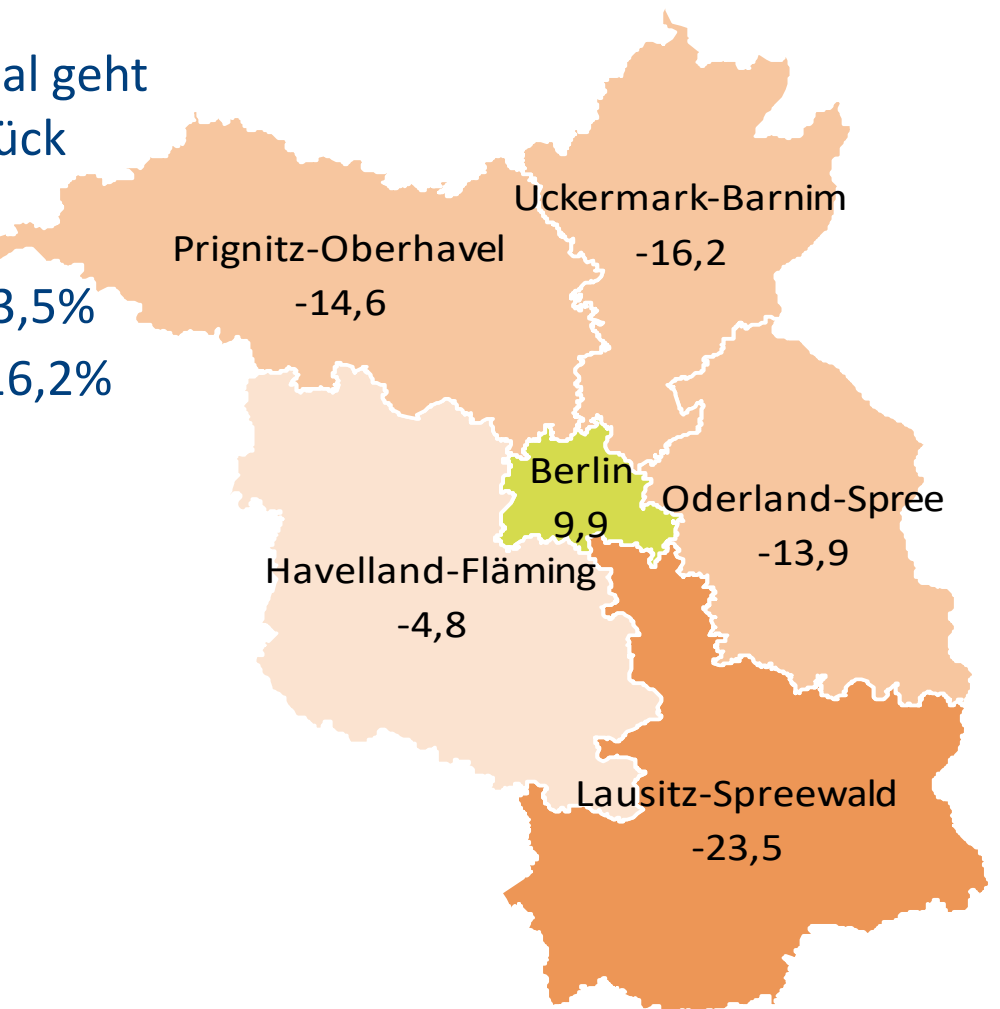 al geht
ück
3,5%
16,2%
Uckermark-Barnim
-16,2
Prignitz-Oberhavel
-14,6
Berlin
9,9
Oderland-Spree
-13,9
Havelland-Fläming
-4,8
Lausitz-Spreewald
-23,5